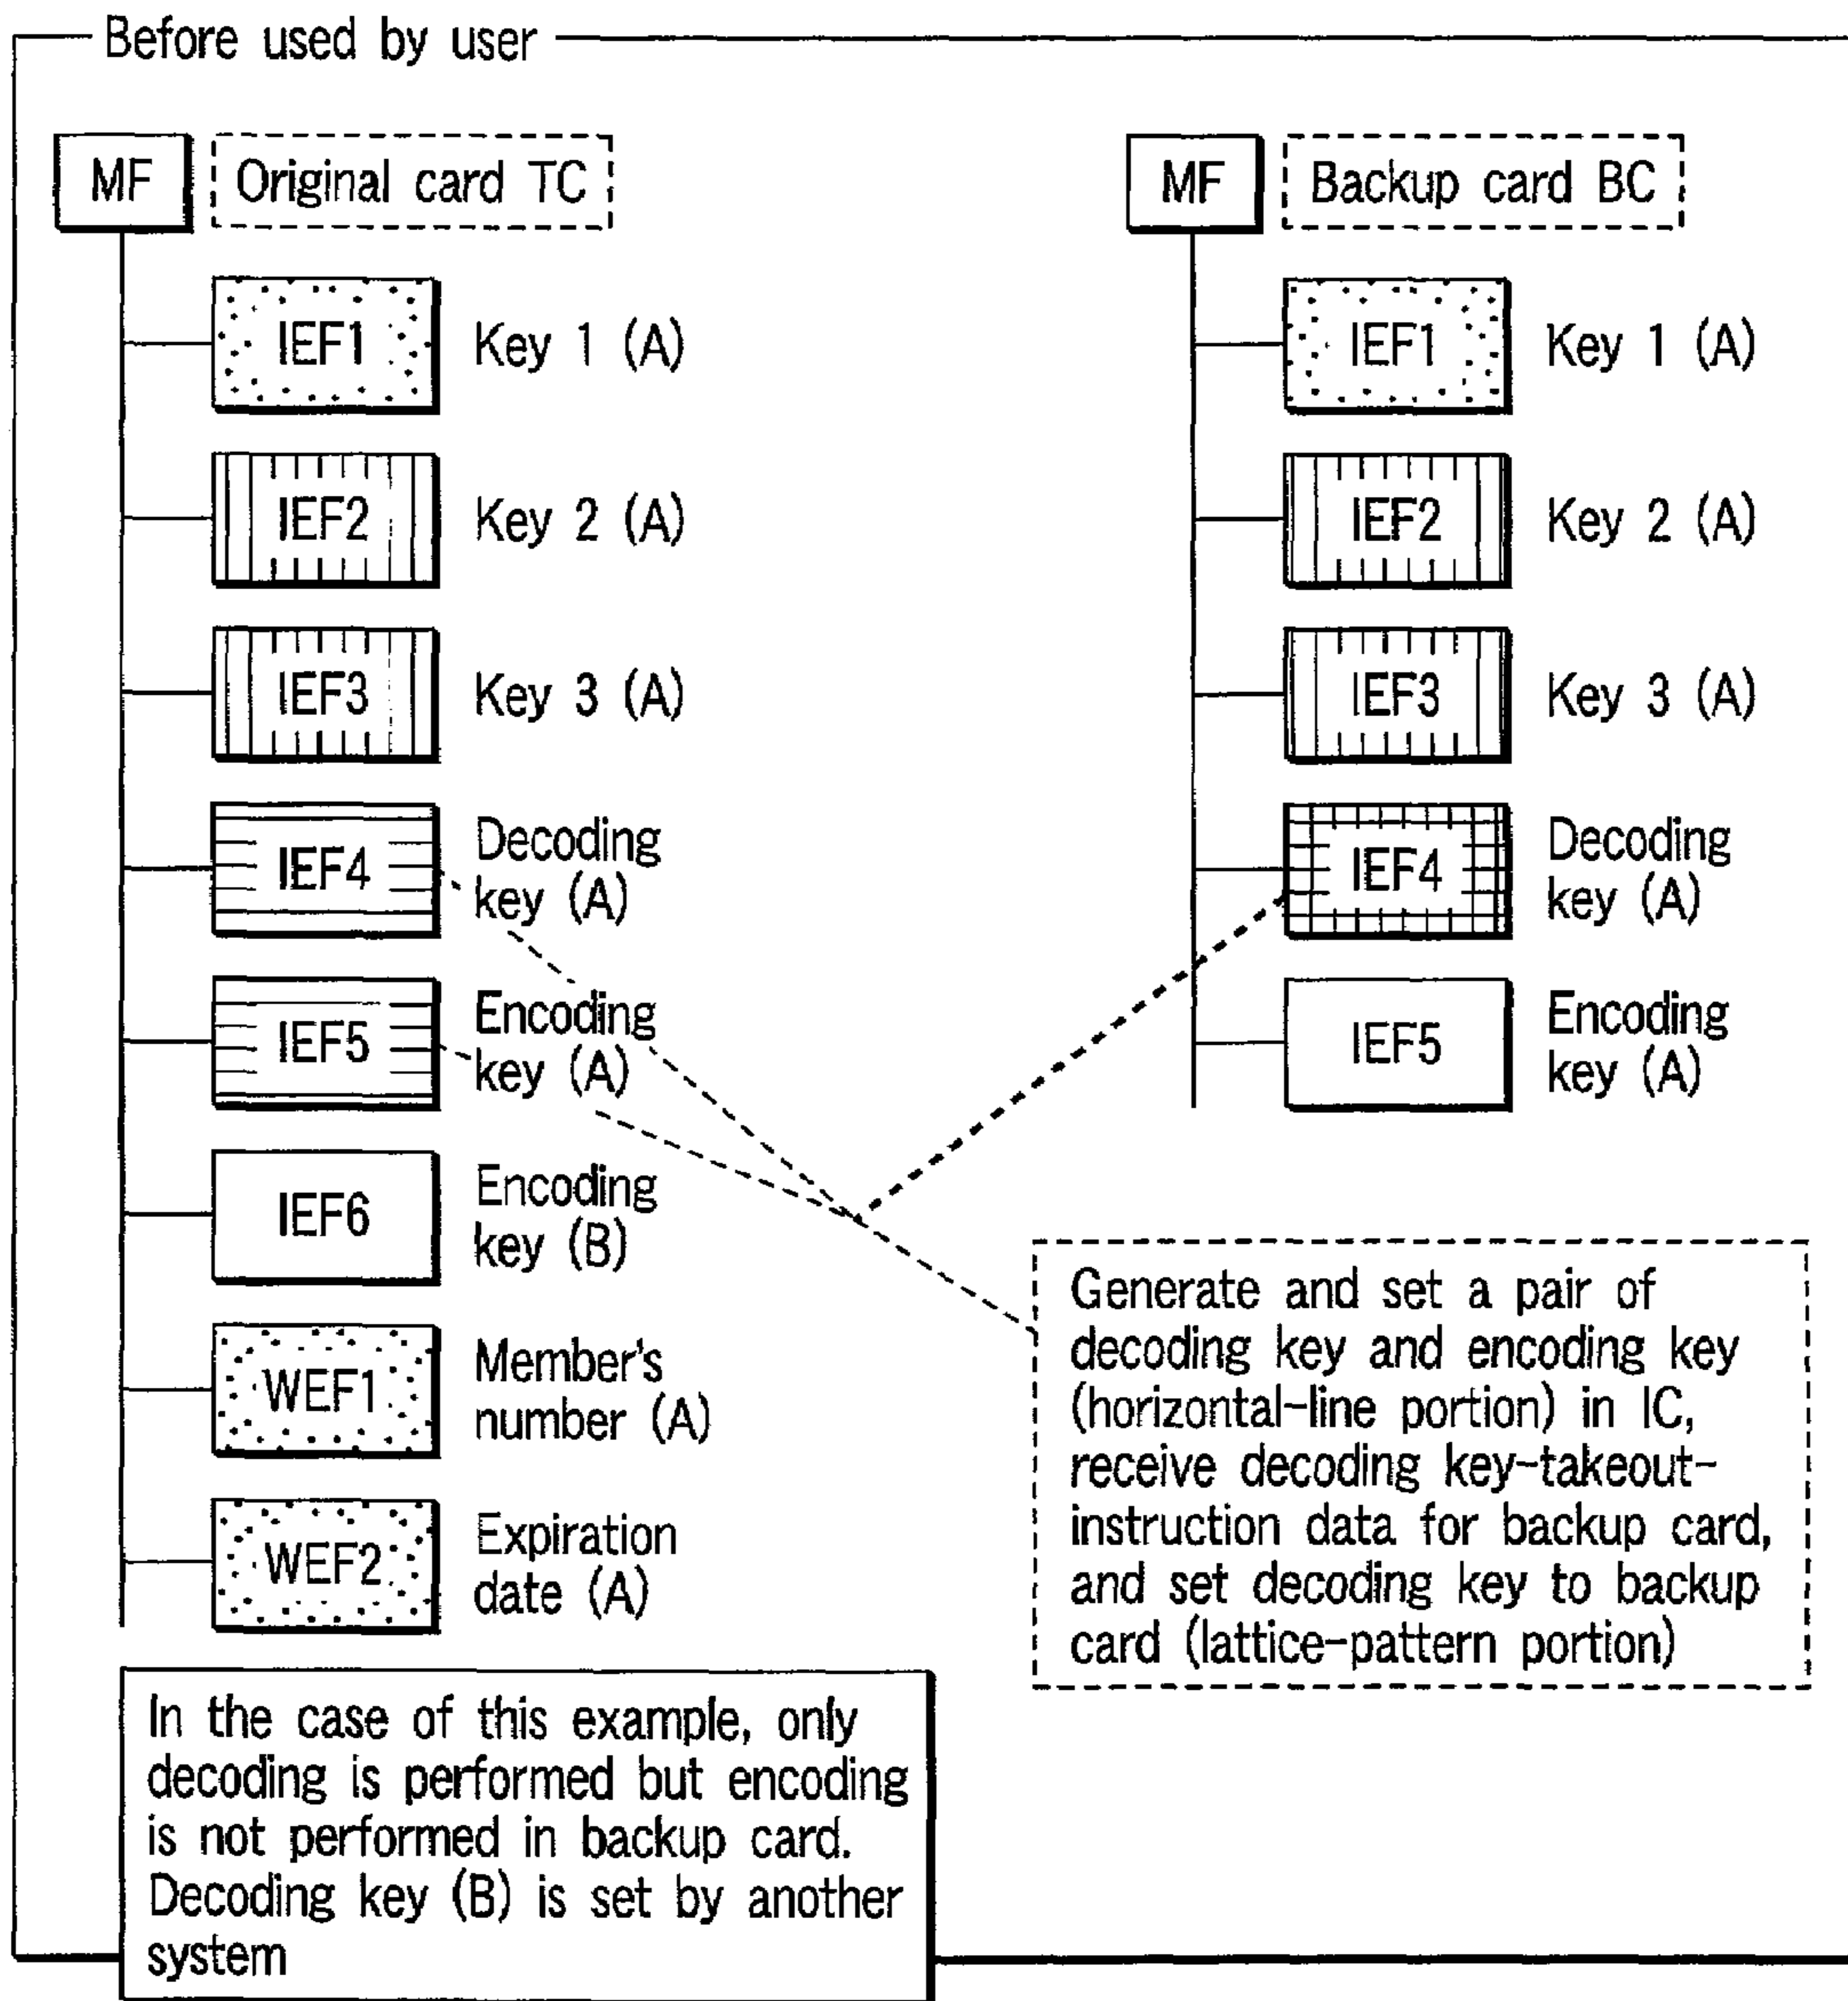 Before used by user
MF
Original card TC
IEF1
Key 1 (A)
IEF2
Key 2 (A)
IEF3
Key 3 (A)
IEF4
Decoding
key (A)
IEF5
Encoding
key (A)
IEF6
Encoding
key (B)
WEF1
Member's
number (A)
WEF2
Expiration
date (A)
In the case of this example, only
decoding is performed but encoding
is not performed in backup card.
Decoding key (B) is set by another
system
MF
Backup card BC
IEF1
Key 1 (A)
IEF2
Key 2 (A)
IEF3
Key 3 (A)
IEF4
Decoding
key (A)
IEF5
Encoding
key (A)
Generate and set a pair of
decoding key and encoding key
(horizontal-line portion) in IC,
receive decoding key-takeout-
instruction data for backup card,
and set decoding key to backup
card (lattice-pattern portion)